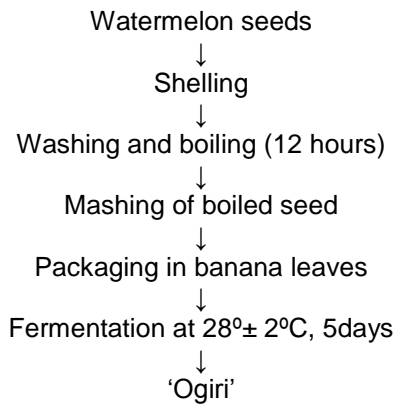 Watermelon seeds
↓
Shelling
↓
Washing and boiling (12 hours)
↓
Mashing of boiled seed
↓
Packaging in banana leaves
↓
Fermentation at 28º± 2ºC, 5days
↓
‘Ogiri’